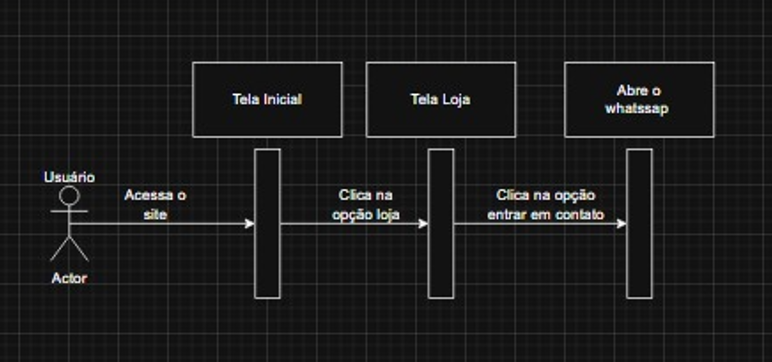 Tela Inicial
Tela Loja
Abre o
whatssap
Usuário
Acessa o
site
Clica na
opção loja
Clica na opção
entrar em contato
Actor